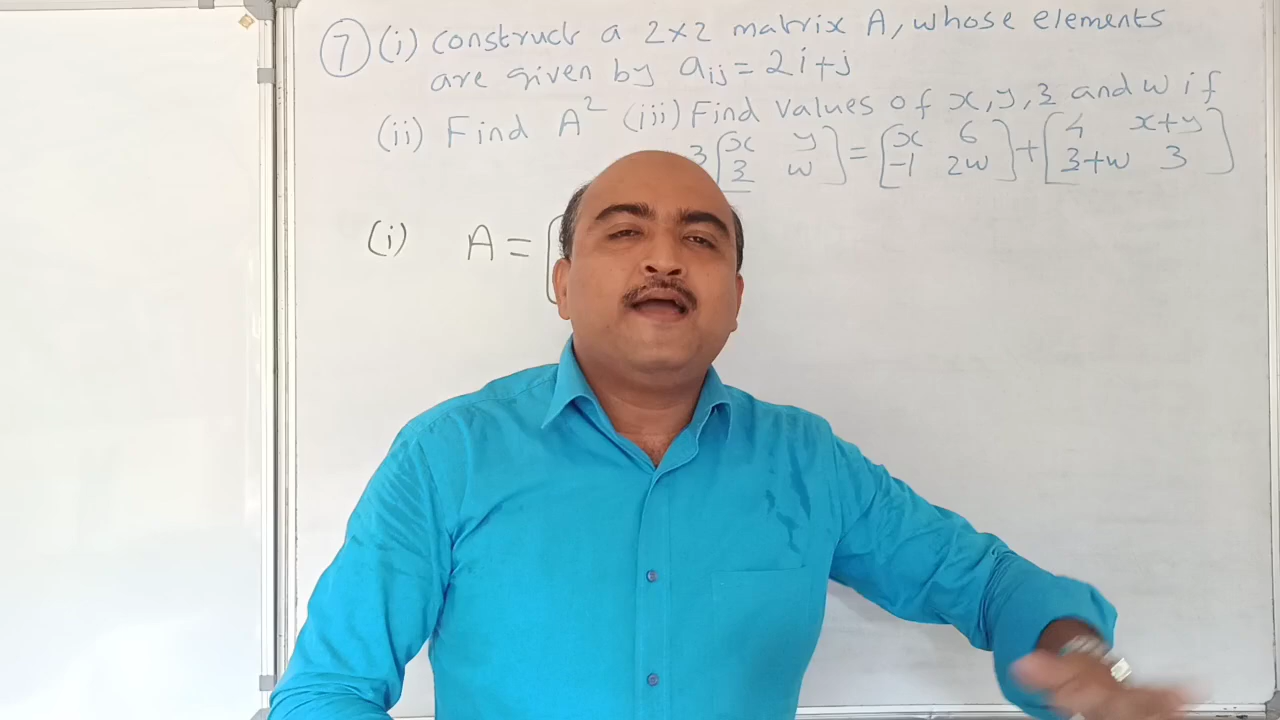 7 (i) construct a 2×2 matrix A, whose elements
are given by aij = 2i+j
(ii) Find A² (iii) Find values of x, y, z and w if
3[x y] = [x 6] + [4 x+y]
[z w] [-1 2w] [z+w 3]
(i) A = [